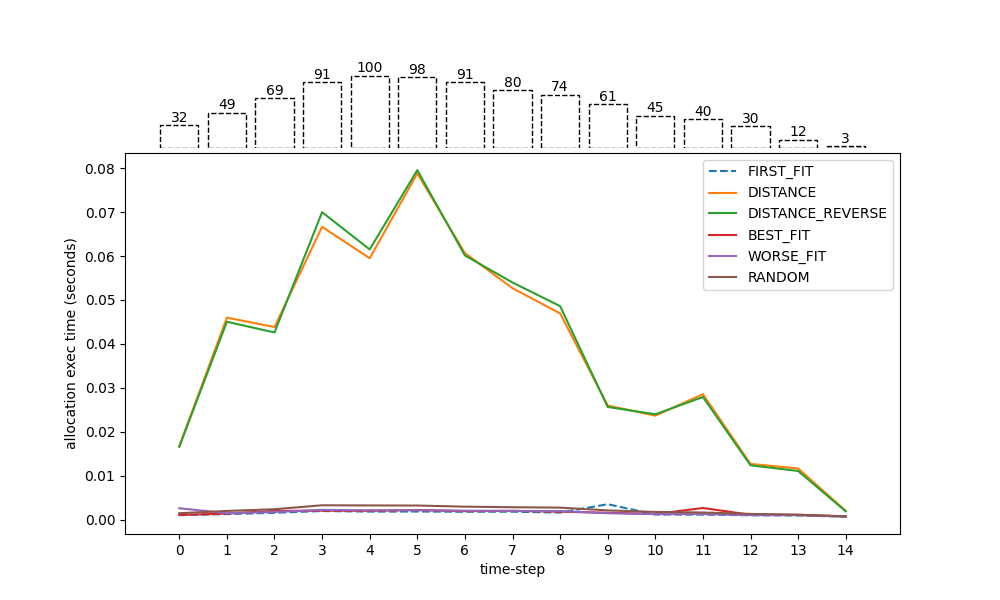 32 49 69 91 100 98 91 80 74 61 45 40 30 12 3
FIRST_FIT
DISTANCE
DISTANCE_REVERSE
BEST_FIT
WORSE_FIT
RANDOM
allocation exec time (seconds)
0.08
0.07
0.06
0.05
0.04
0.03
0.02
0.01
0.00
0 1 2 3 4 5 6 7 8 9 10 11 12 13 14
time-step